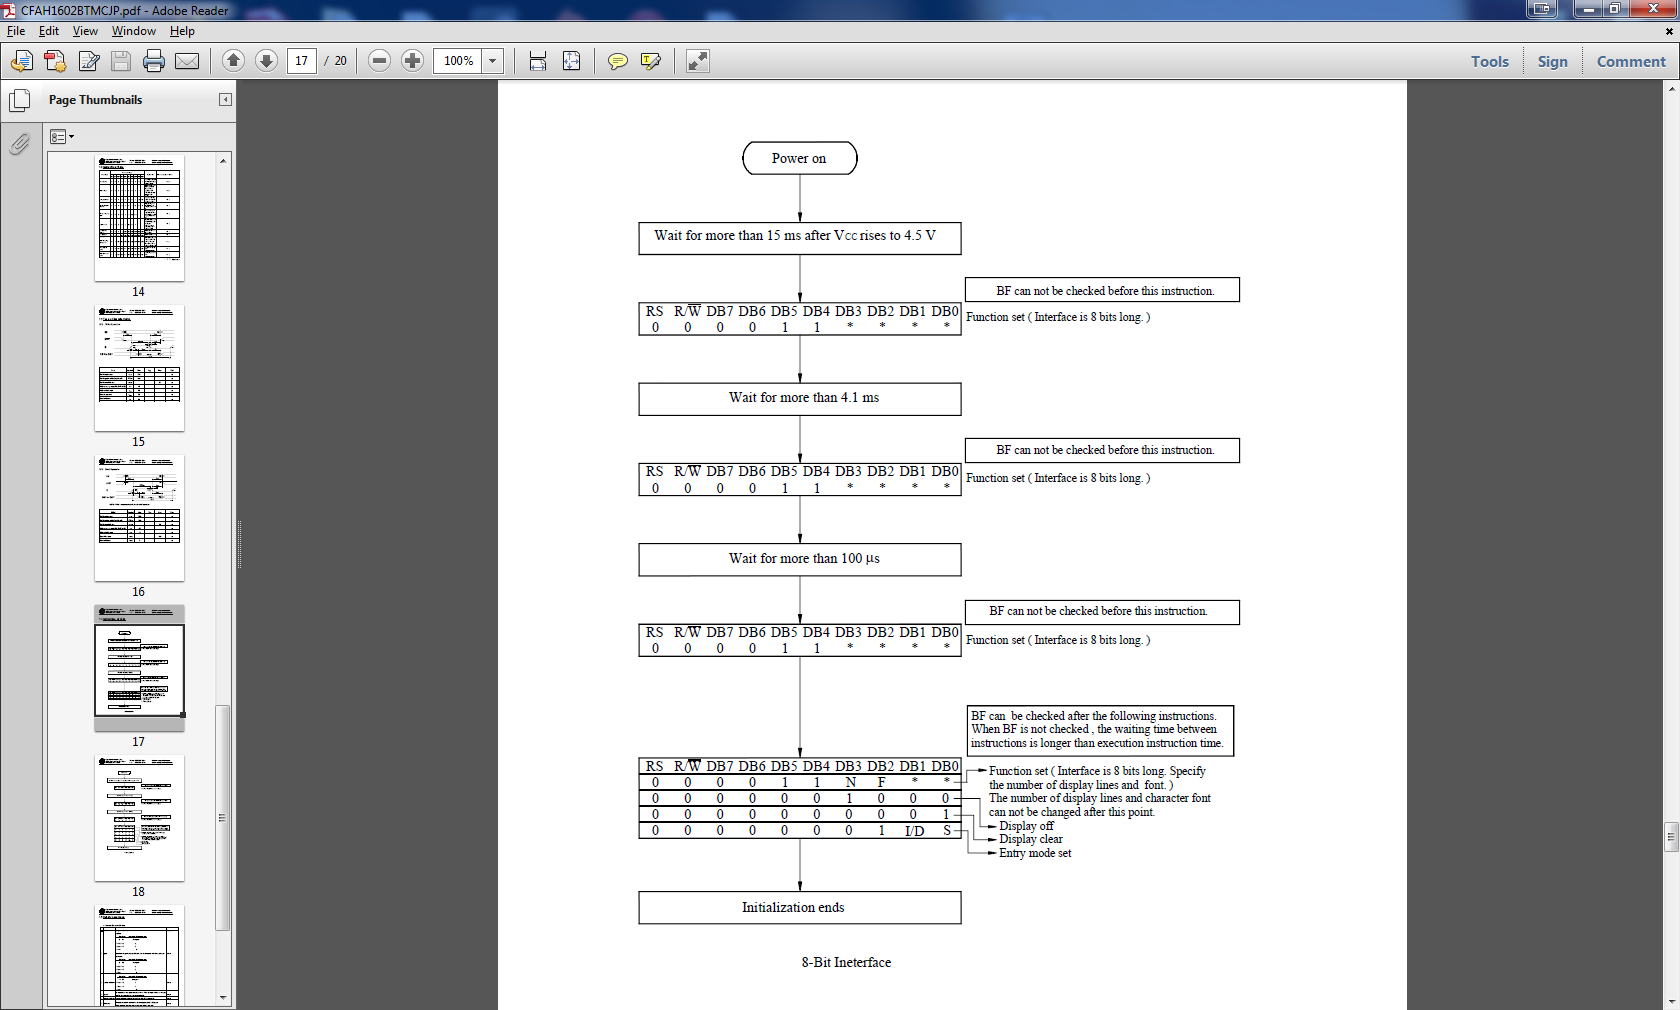 CFAH1602BTMCJP.pdf - Adobe Reader
File Edit View Window Help
17 / 20 100% Tools Sign Comment
Page Thumbnails
14
15
16
17
18
Power on
Wait for more than 15 ms after Vcc rises to 4.5 V
BF can not be checked before this instruction.
RS R/W DB7 DB6 DB5 DB4 DB3 DB2 DB1 DB0
0 0 0 0 1 1 * * * *
Function set ( Interface is 8 bits long. )
Wait for more than 4.1 ms
BF can not be checked before this instruction.
RS R/W DB7 DB6 DB5 DB4 DB3 DB2 DB1 DB0
0 0 0 0 1 1 * * * *
Function set ( Interface is 8 bits long. )
Wait for more than 100 μs
BF can not be checked before this instruction.
RS R/W DB7 DB6 DB5 DB4 DB3 DB2 DB1 DB0
0 0 0 0 1 1 * * * *
Function set ( Interface is 8 bits long. )
BF can be checked after the following instructions.
When BF is not checked , the waiting time between
instructions is longer than execution instruction time.
RS R/W DB7 DB6 DB5 DB4 DB3 DB2 DB1 DB0
0 0 0 0 1 1 N F * *
0 0 0 0 0 0 1 0 0 0
0 0 0 0 0 0 0 0 0 1
0 0 0 0 0 0 0 1 I/D S
Function set ( Interface is 8 bits long. Specify
the number of display lines and font. )
The number of display lines and character font
can not be changed after this point.
Display off
Display clear
Entry mode set
Initialization ends
8-Bit Ineterface